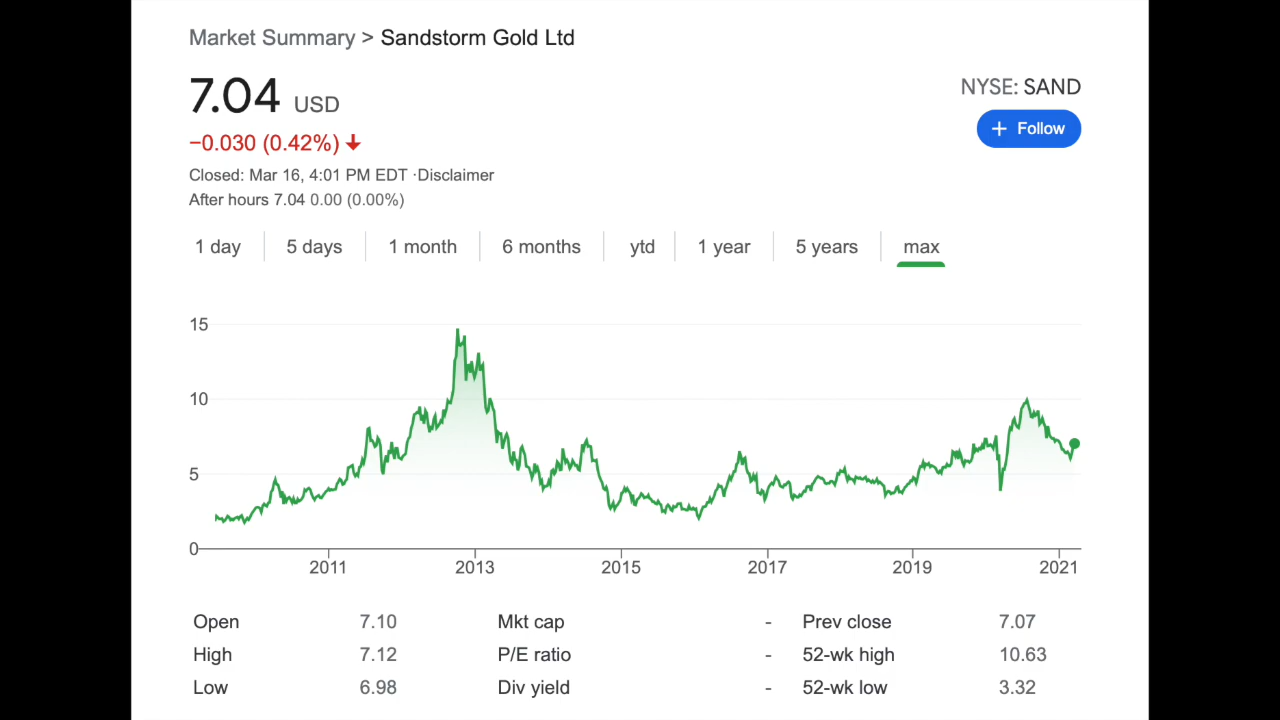 Market Summary > Sandstorm Gold Ltd
7.04 USD
NYSE: SAND
−0.030 (0.42%)
+ Follow
Closed: Mar 16, 4:01 PM EDT ·Disclaimer
After hours 7.04 0.00 (0.00%)
1 day 5 days 1 month 6 months ytd 1 year 5 years max
15
10
5
0
2011 2013 2015 2017 2019 2021
Open 7.10 Mkt cap - Prev close 7.07
High 7.12 P/E ratio - 52-wk high 10.63
Low 6.98 Div yield - 52-wk low 3.32